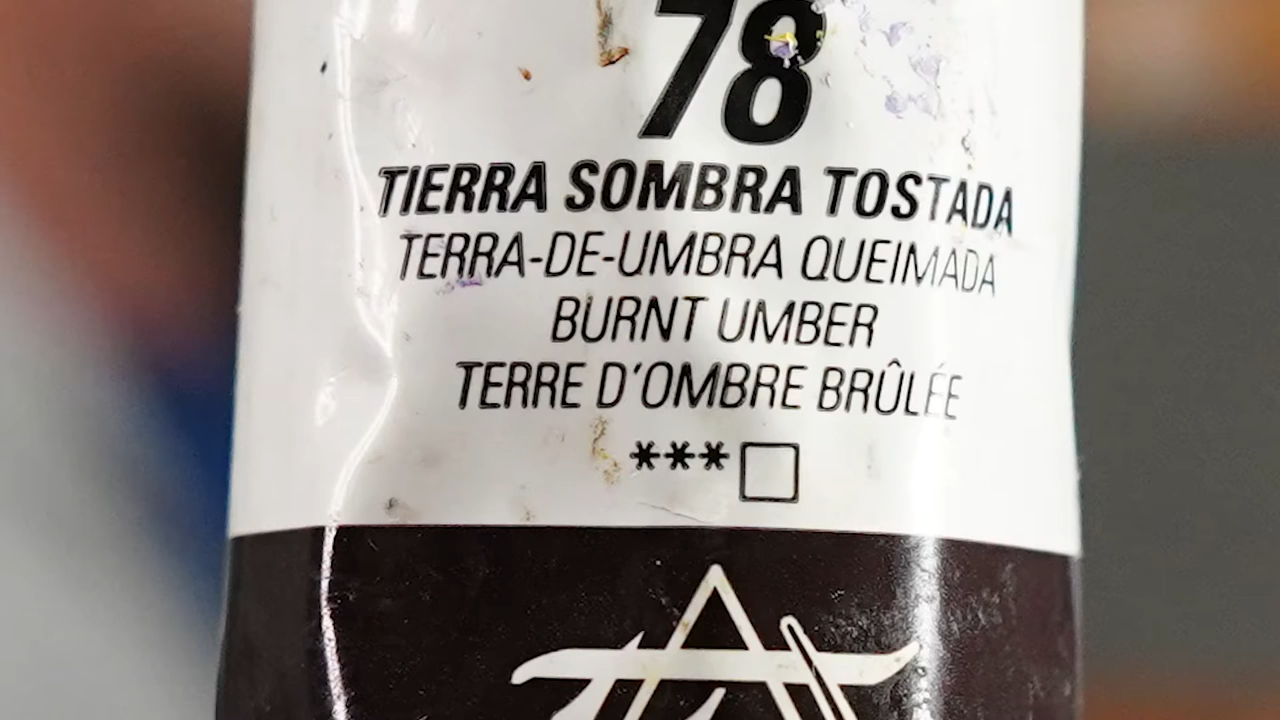 78
TIERRA SOMBRA TOSTADA
TERRA-DE-UMBRA QUEIMADA
BURNT UMBER
TERRE D'OMBRE BRÛLÉE
***